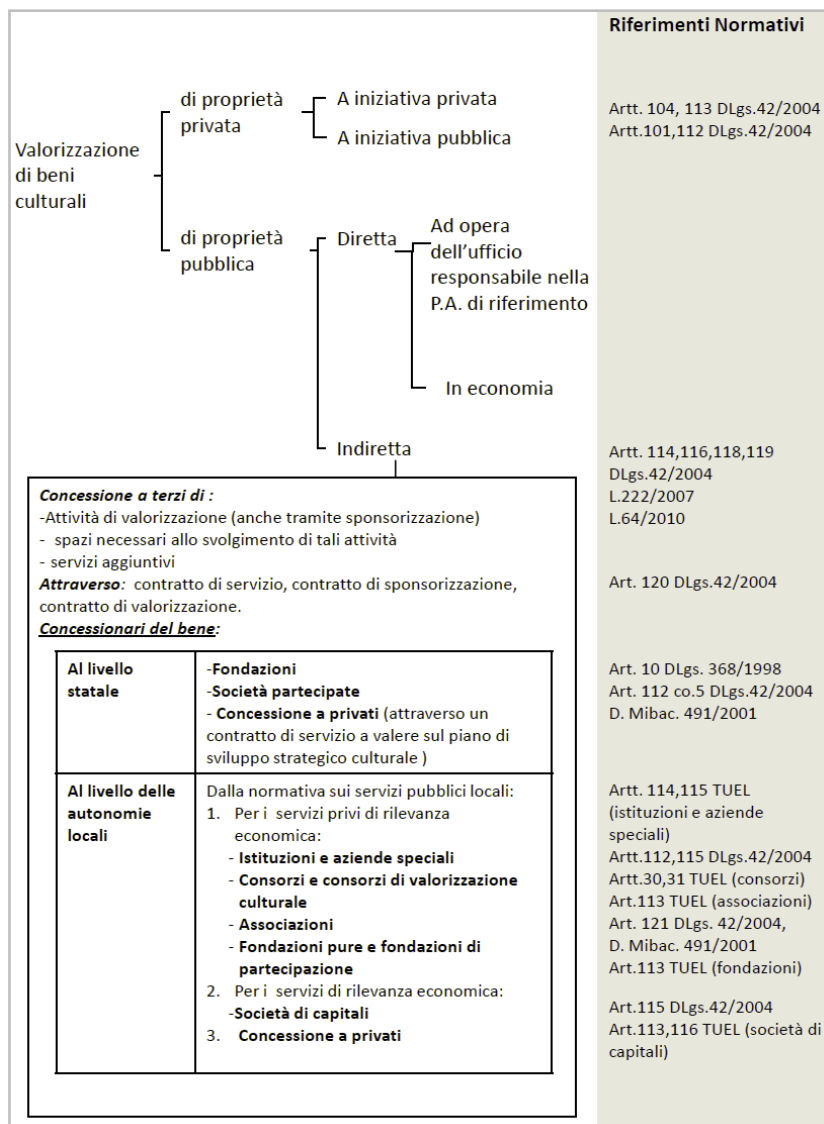 Riferimenti Normativi
di proprietà
privata
A iniziativa privata
A iniziativa pubblica
Artt. 104, 113 DLgs.42/2004
Artt.101,112 DLgs.42/2004
Valorizzazione
di beni
culturali
di proprietà
pubblica
Diretta
Ad opera
dell'ufficio
responsabile nella
P.A. di riferimento
In economia
Indiretta
Artt. 114,116,118,119
DLgs.42/2004
L.222/2007
L.64/2010
Concessione a terzi di :
-Attività di valorizzazione (anche tramite sponsorizzazione)
- spazi necessari allo svolgimento di tali attività
- servizi aggiuntivi
Attraverso: contratto di servizio, contratto di sponsorizzazione,
contratto di valorizzazione.
Art. 120 DLgs.42/2004
Concessionari del bene:
Al livello
statale
-Fondazioni
-Società partecipate
- Concessione a privati (attraverso un
contratto di servizio a valere sul piano di
sviluppo strategico culturale )
Art. 10 DLgs. 368/1998
Art. 112 co.5 DLgs.42/2004
D. Mibac. 491/2001
Al livello delle
autonomie
locali
Dalla normativa sui servizi pubblici locali:
1. Per i servizi privi di rilevanza
economica:
- Istituzioni e aziende speciali
- Consorzi e consorzi di valorizzazione
culturale
- Associazioni
- Fondazioni pure e fondazioni di
partecipazione
2. Per i servizi di rilevanza economica:
-Società di capitali
3. Concessione a privati
Artt. 114,115 TUEL
(istituzioni e aziende
speciali)
Artt.112,115 DLgs.42/2004
Artt.30,31 TUEL (consorzi)
Art.113 TUEL (associazioni)
Art. 121 DLgs. 42/2004,
D. Mibac. 491/2001
Art.113 TUEL (fondazioni)
Art.115 DLgs.42/2004
Art.113,116 TUEL (società di
capitali)